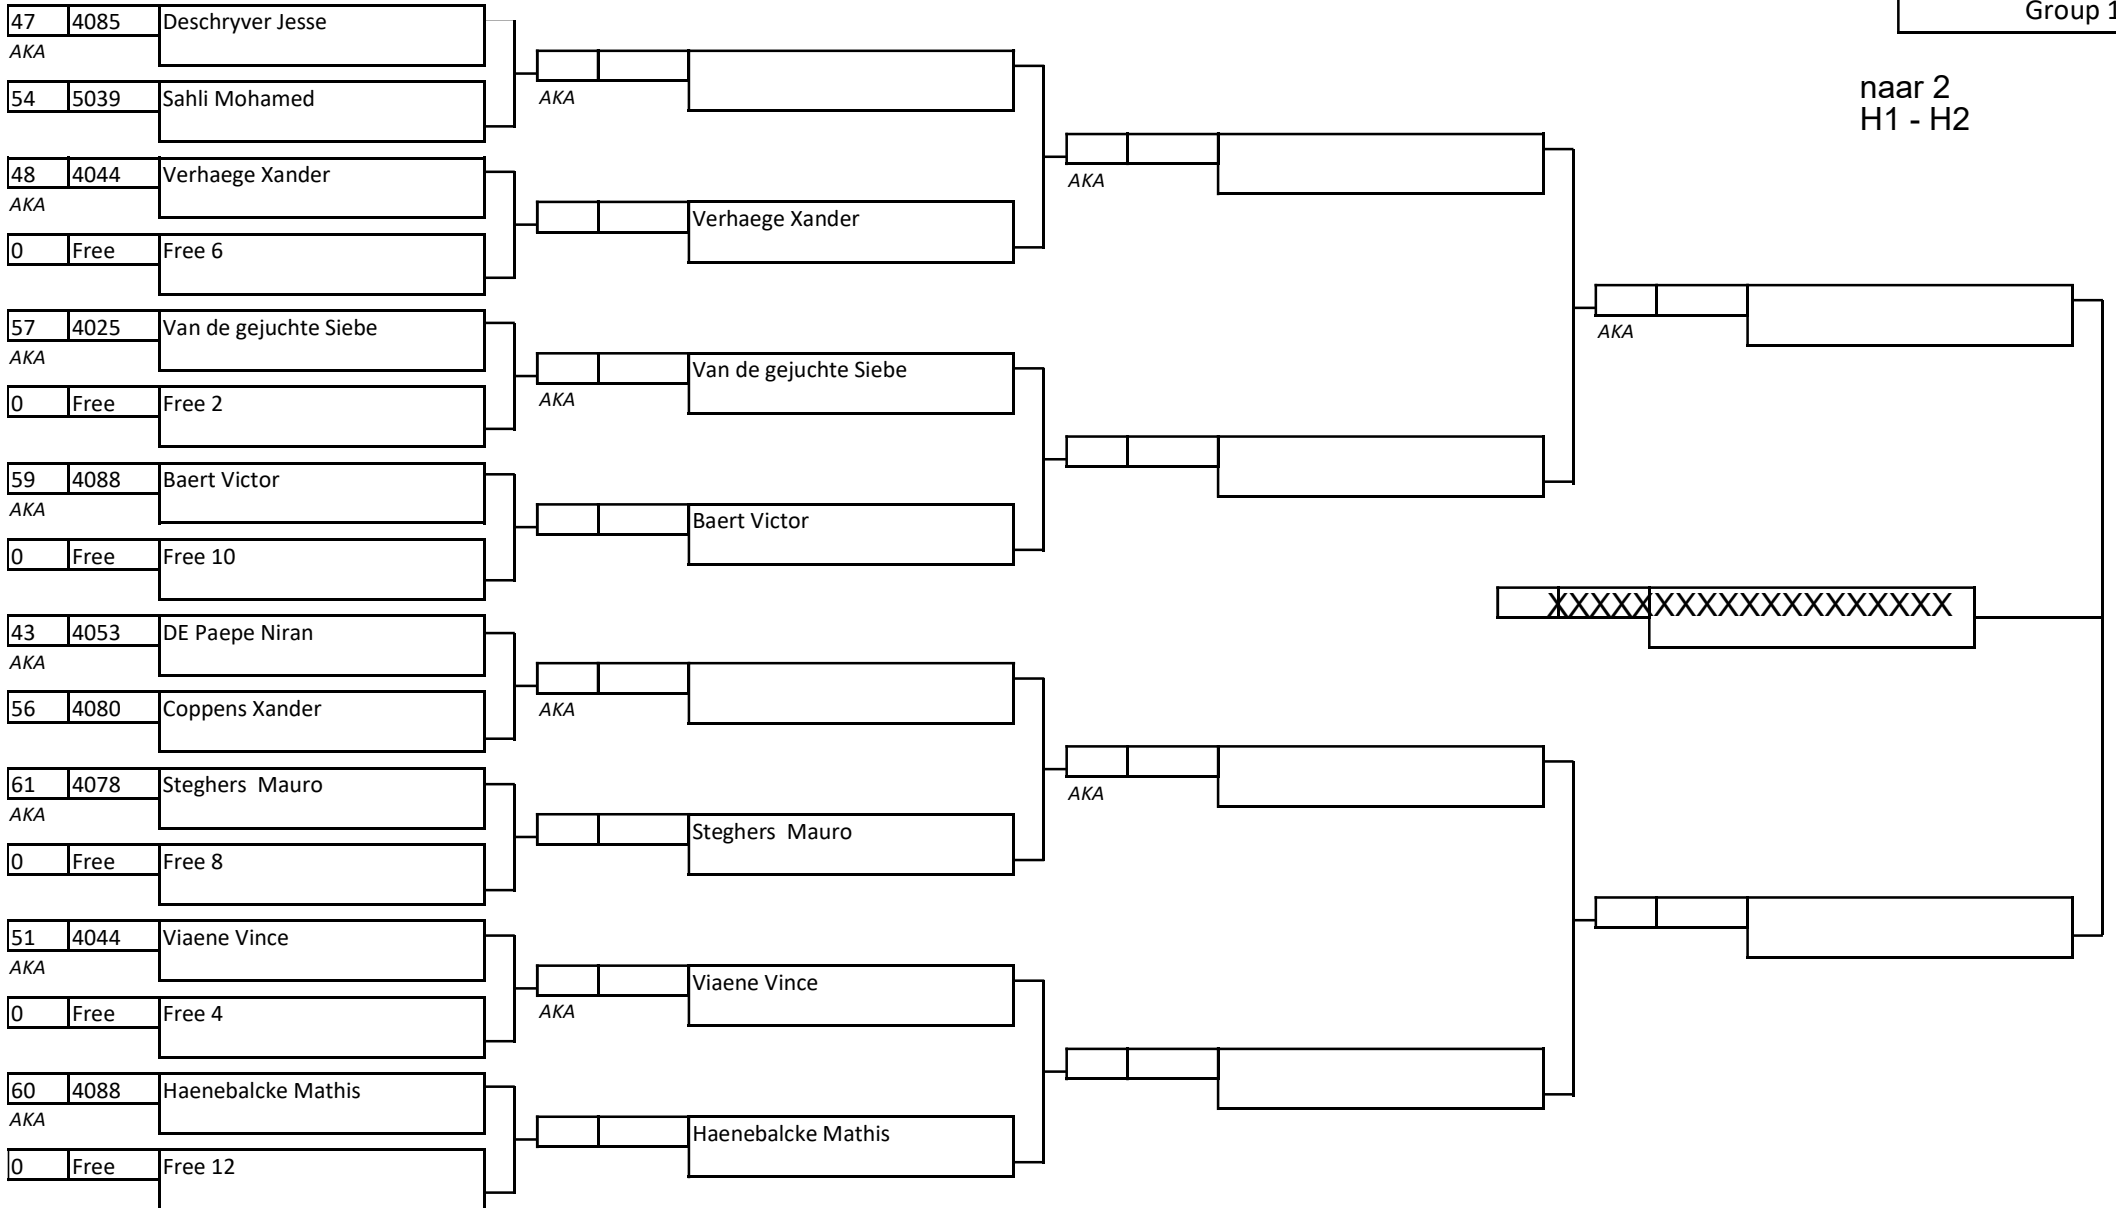 Group 1
47 4085 Deschryver Jesse
AKA
54 5039 Sahli Mohamed
48 4044 Verhaege Xander
AKA
0 Free Free 6
57 4025 Van de gejuchte Siebe
AKA
0 Free Free 2
59 4088 Baert Victor
AKA
0 Free Free 10
43 4053 DE Paepe Niran
AKA
56 4080 Coppens Xander
61 4078 Steghers  Mauro
AKA
0 Free Free 8
51 4044 Viaene Vince
AKA
0 Free Free 4
60 4088 Haenebalcke Mathis
AKA
0 Free Free 12
AKA
Verhaege Xander
Van de gejuchte Siebe
AKA
Baert Victor
AKA
Steghers  Mauro
Viaene Vince
AKA
Haenebalcke Mathis
AKA
AKA
naar 2
H1 - H2
AKA
XXXXXXXXXXXXXXXXXXX